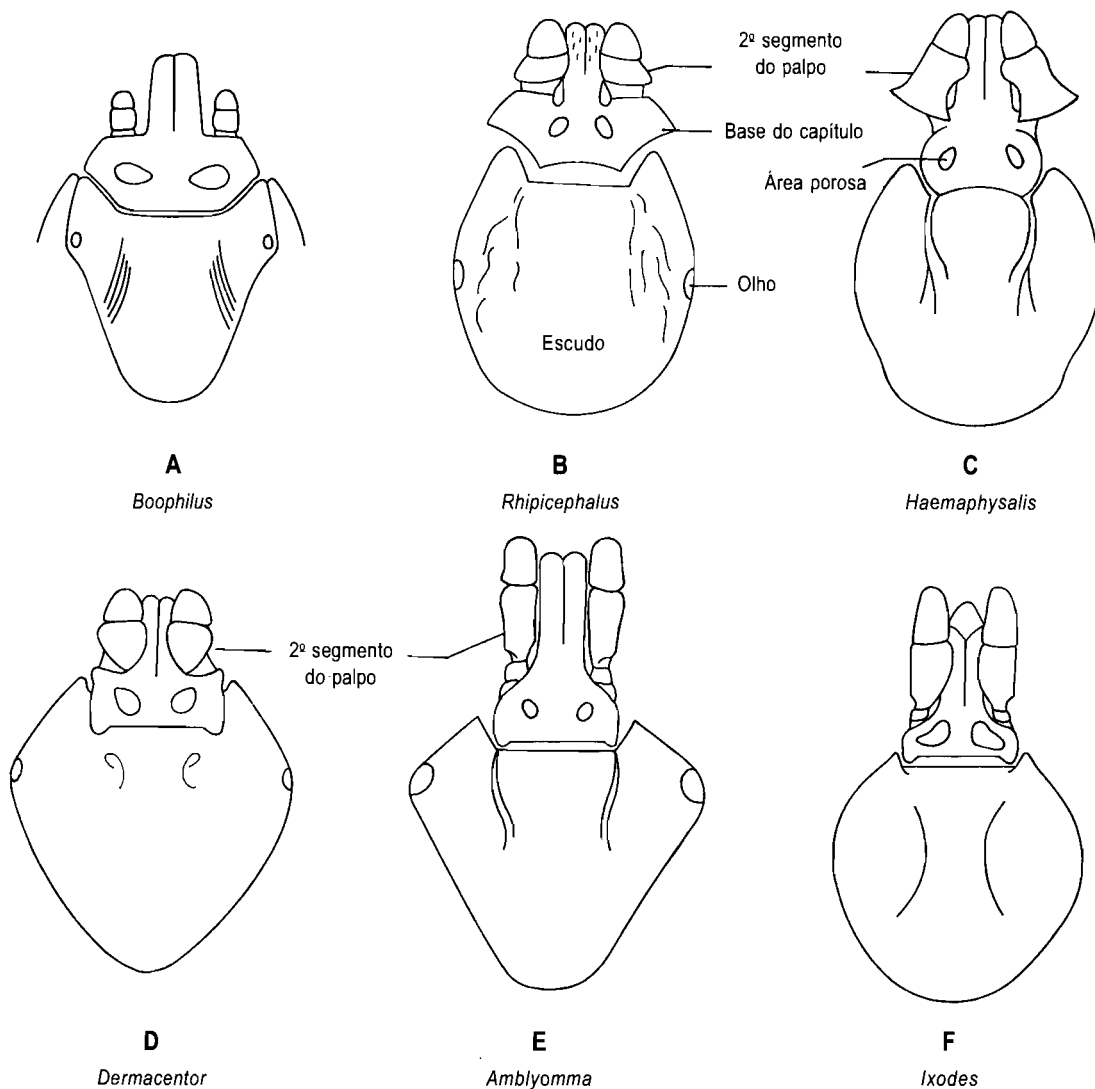 2º segmento
do palpo
Base do capítulo
Área porosa
Olho
Escudo
A
Boophilus
B
Rhipicephalus
C
Haemaphysalis
2º segmento
do palpo
D
Dermacentor
E
Amblyomma
F
Ixodes